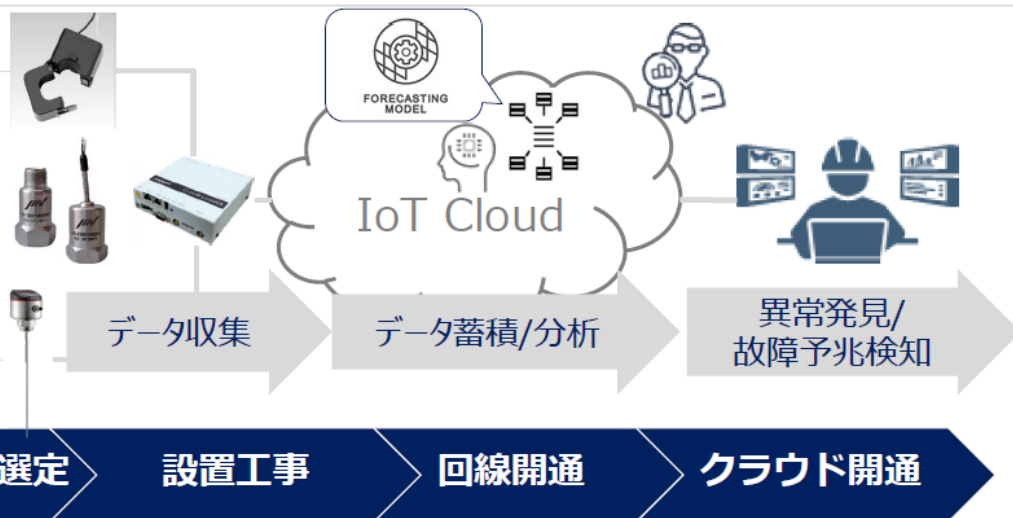 FORECASTING
MODEL
IoT Cloud
データ収集
データ蓄積/分析
異常発見/
故障予兆検知
選定
設置工事
回線開通
クラウド開通